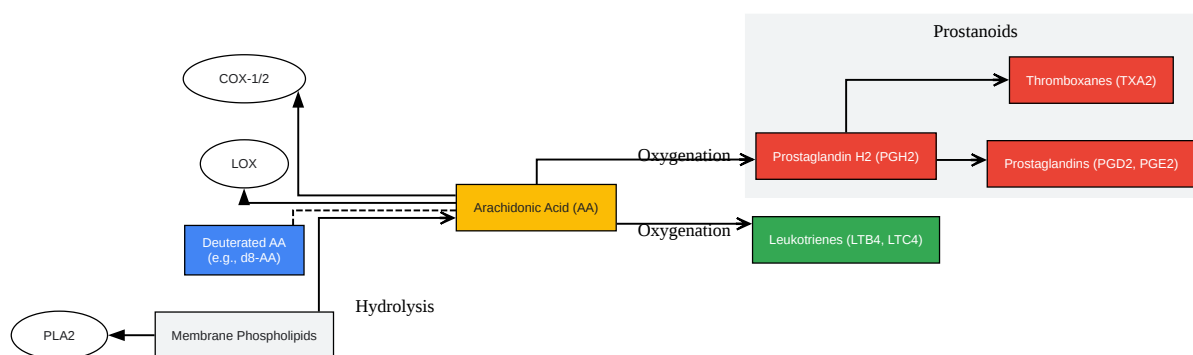 Prostanoids
COX-1/2
Thromboxanes (TXA2)
LOX
Oxygenation
Prostaglandin H2 (PGH2)
Prostaglandins (PGD2, PGE2)
Arachidonic Acid (AA)
Oxygenation
Leukotrienes (LTB4, LTC4)
Deuterated AA
(e.g., d8-AA)
Hydrolysis
PLA2
Membrane Phospholipids